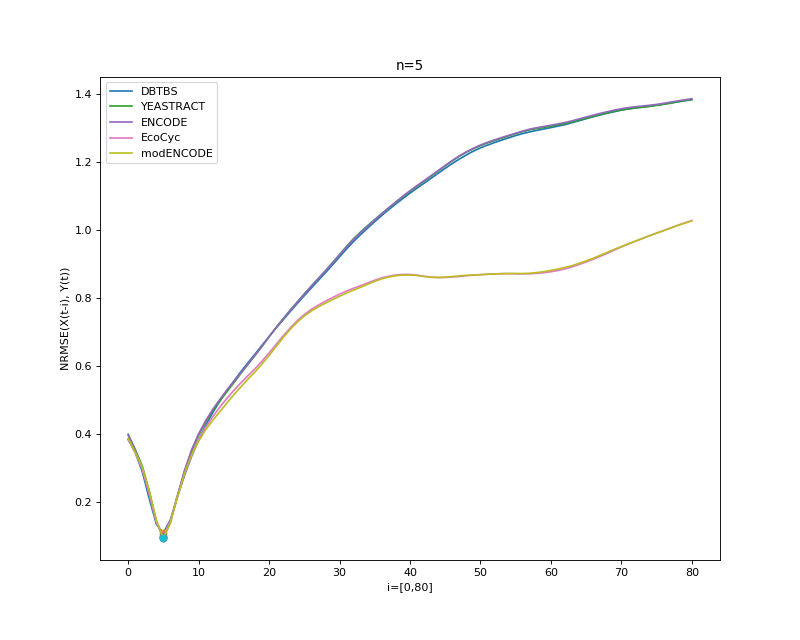 n=5
DBTBS
YEASTRACT
ENCODE
EcoCyc
modENCODE
1.4
1.2
1.0
0.8
0.6
0.4
0.2
NRMSE(X(t-i), Y(t))
0 10 20 30 40 50 60 70 80
i=[0,80]